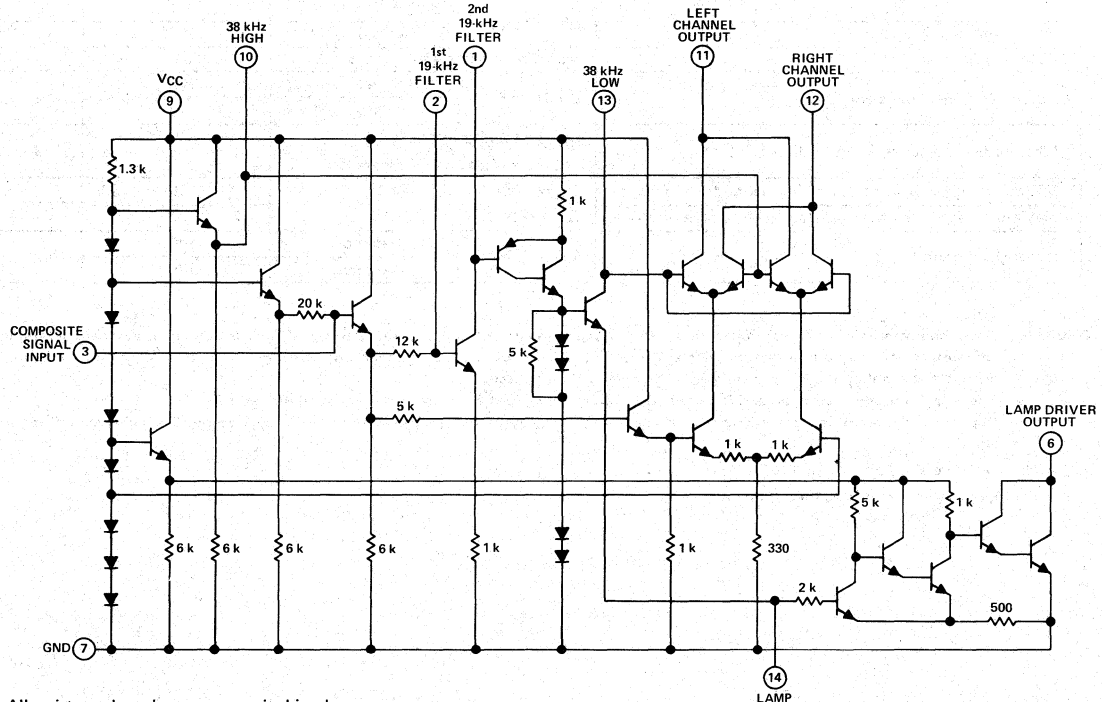 2nd
19-kHz
FILTER
1
LEFT
CHANNEL
OUTPUT
11
38 kHz
HIGH
10
1st
19-kHz
FILTER
2
38 kHz
LOW
13
RIGHT
CHANNEL
OUTPUT
12
VCC
9
1.3 k
1 k
20 k
COMPOSITE
SIGNAL
INPUT
3
12 k
5 k
5 k
LAMP DRIVER
OUTPUT
6
1 k
1 k
5 k
1 k
6 k
6 k
6 k
6 k
1 k
1 k
330
2 k
500
GND
7
14
LAMP